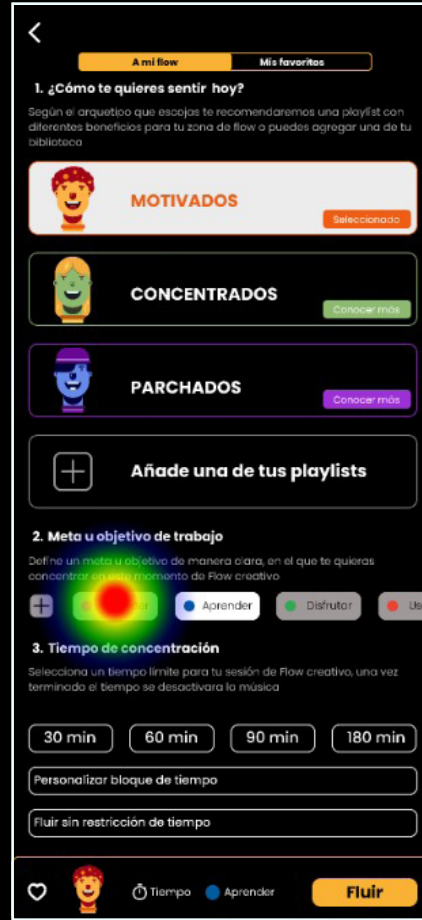 A mi flow
Mis favoritos
1. ¿Cómo te quieres sentir hoy?
Según el arquetipo que escojas te recomendaremos una playlist con
diferentes beneficios para tu zona de flow o puedes agregar una de tu
biblioteca
MOTIVADOS
Seleccionado
CONCENTRADOS
Conocer más
PARCHADOS
Conocer más
Añade una de tus playlists
2. Meta u objetivo de trabajo
Define un meta u objetivo de manera clara, en el que te quieras
concentrar en este momento de Flow creativo
Aprender
Disfrutar
Us
3. Tiempo de concentración
Selecciona un tiempo límite para tu sesión de Flow creativo, una vez
terminado el tiempo se desactivara la música
30 min
60 min
90 min
180 min
Personalizar bloque de tiempo
Fluir sin restricción de tiempo
Tiempo
Aprender
Fluir